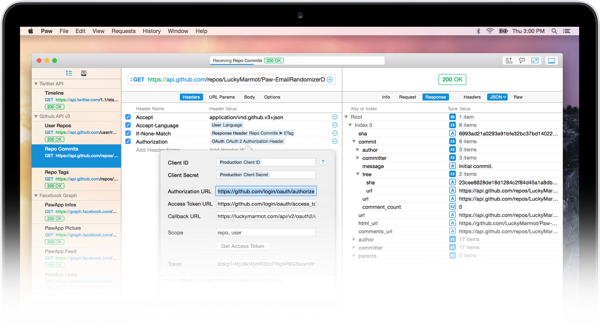 Paw File Edit View Requests History Window Help
Thu 3:00 PM
Receiving Repo Commits 200 OK
GET https://api.github.com/repos/LuckyMarmot/Paw-EmailRandomizerD
200 OK
Twitter API
Timeline
GET https://api.twitter.com/1.1/sta...
200 OK
Github API v3
Repo Downloads
GET https://api.github.com/user/r...
200 OK
Repo Commits
GET https://api.github.com/repos/...
Repo Tags
GET https://api.github.com/repos/...
200 OK
Facebook Graph
PawApp Infos
GET https://graph.facebook.com/...
200 OK
PawApp Picture
GET https://graph.facebook.com/...
200 OK
PawApp Feed
GET https://graph.facebook.com/...
200 OK
PawApp Links
Headers URL Params Body Options
Header Name Header Value
Accept application/vnd.github.v3+json
Accept-Language User Language
If-None-Match Response Header Repo Commits ETag
Authorization OAuth OAuth 2 Authorization Header
Add Header Name Add Header
Client ID Production Client ID ?
Client Secret Production Client Secret
Authorization URL https://github.com/login/oauth/authorize
Access Token URL https://github.com/login/oauth/access_to
Callback URL https://luckymarmot.com/api/v2/oauth2/
Scope repo, user
Get Access Token
Token
Info Request Response Headers JSON Raw
Key or Index Type Value
Root 1 items
Index 0 8 items
sha
commit 6 items
author 3 items
committer 3 items
message initial commit.
tree 2 items
sha
url https://api.github.com/repos/LuckyMar...
url https://api.github.com/repos/LuckyMar...
comment_count 0
url https://api.github.com/repos/LuckyMar...
html_url https://github.com/LuckyMarmot/Paw-...
comments_url https://api.github.com/repos/LuckyMar...
author 17 items
committer 17 items
parents 0 items